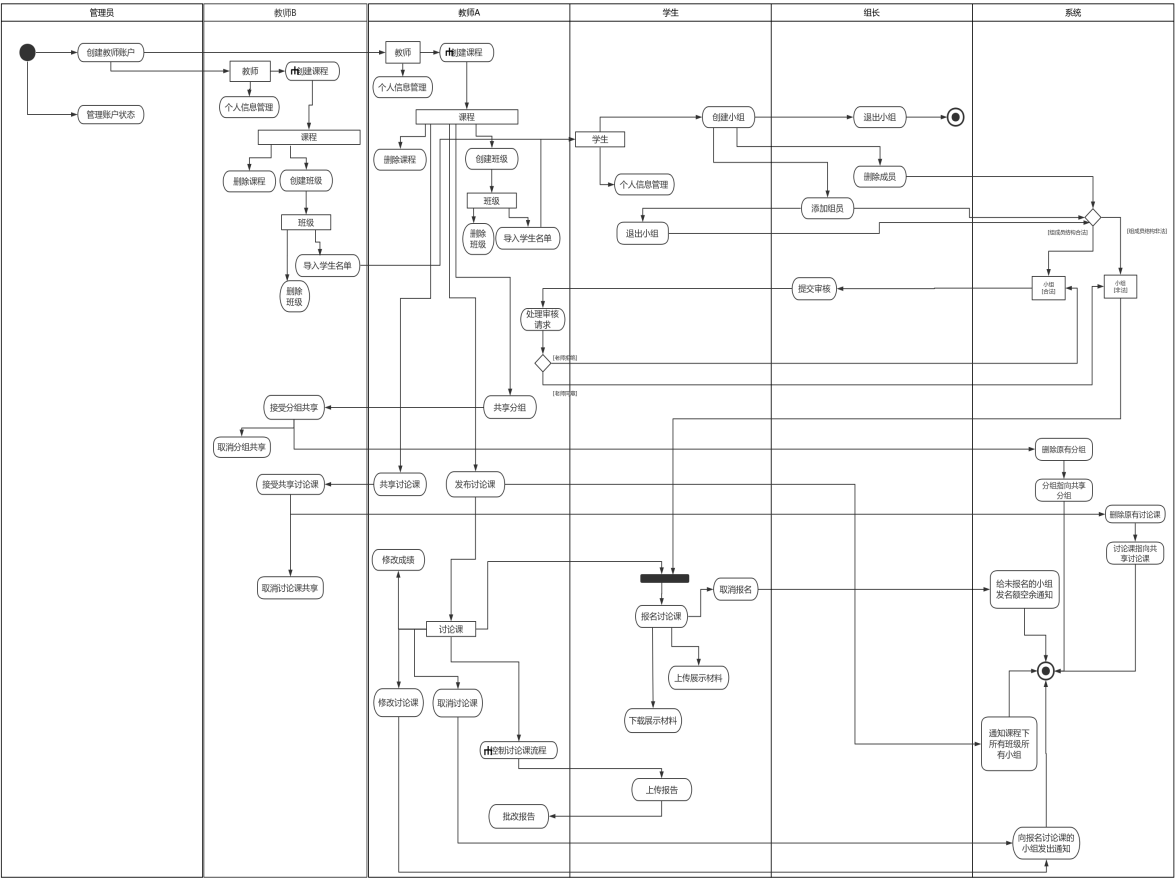 管理员
教师B
教师A
学生
组长
系统
创建教师账户
管理账户状态
教师
创建课程
个人信息管理
课程
删除课程
创建班级
班级
导入学生名单
删除
班级
教师
创建课程
个人信息管理
课程
删除课程
创建班级
班级
删除
班级
导入学生名单
学生
创建小组
退出小组
个人信息管理
删除成员
添加组员
退出小组
[组成员结构合法]
[组成员结构非法]
小组
[合法]
小组
[非法]
提交审核
处理审核
请求
共享分组
接受分组共享
取消分组共享
删除原有分组
分组指向共享
分组
接受共享讨论课
共享讨论课
发布讨论课
删除原有讨论课
讨论课指向共
享讨论课
取消讨论课共享
修改成绩
取消报名
给未报名的小组
发名额空余通知
报名讨论课
讨论课
上传展示材料
下载展示材料
修改讨论课
取消讨论课
控制讨论课流程
通知课程下
所有班级所
有小组
上传报告
批改报告
向报名讨论课的
小组发出通知